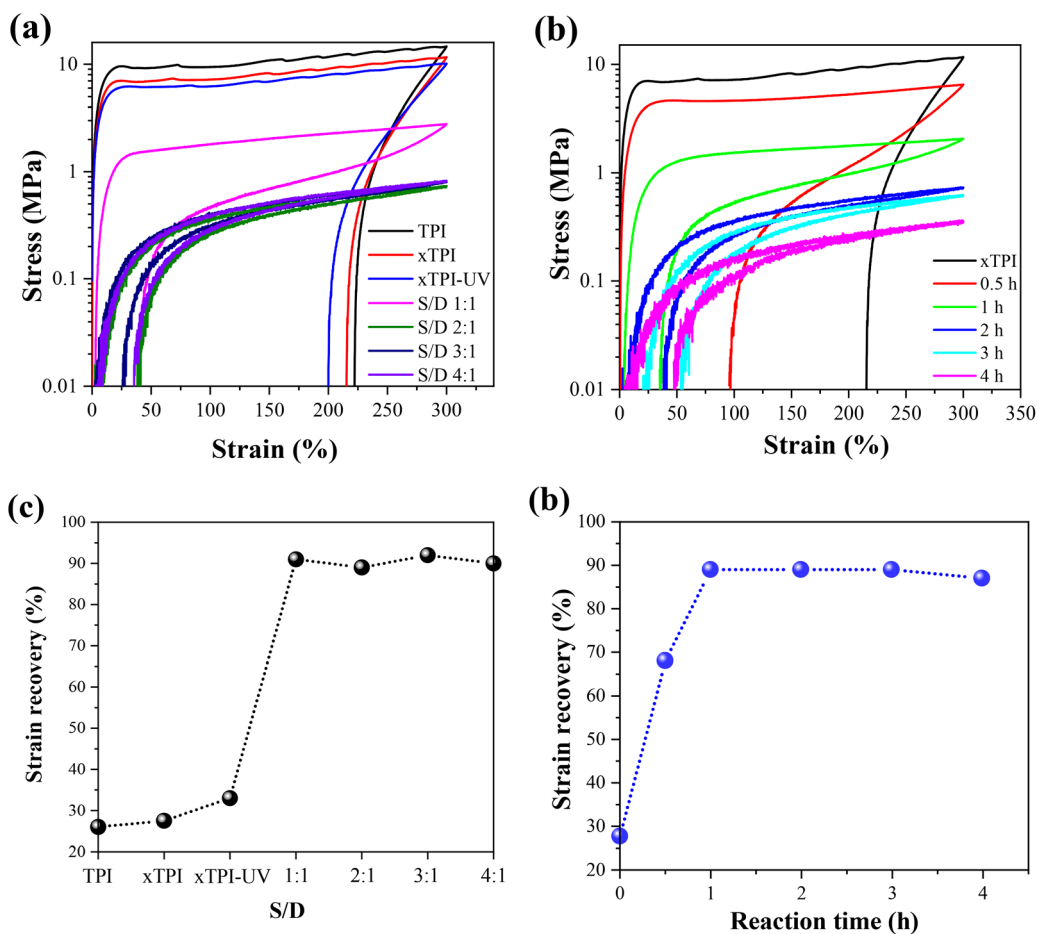 (a)
Stress (MPa)
10
1
0.1
0.01
0 50 100 150 200 250 300
Strain (%)
TPI
xTPI
xTPI-UV
S/D 1:1
S/D 2:1
S/D 3:1
S/D 4:1
(b)
Stress (MPa)
10
1
0.1
0.01
0 50 100 150 200 250 300 350
Strain (%)
xTPI
0.5 h
1 h
2 h
3 h
4 h
(c)
Strain recovery (%)
100
90
80
70
60
50
40
30
20
TPI xTPI xTPI-UV 1:1 2:1 3:1 4:1
S/D
(b)
Strain recovery (%)
100
90
80
70
60
50
40
30
20
0 1 2 3 4
Reaction time (h)